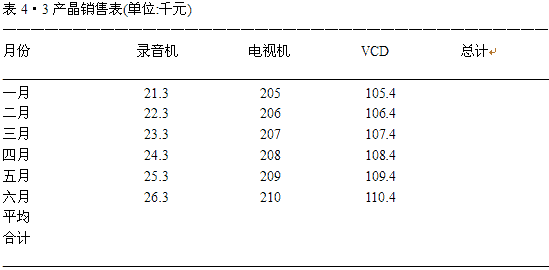 表 4·3 产晶销售表(单位:千元)
月份 录音机 电视机 VCD 总计↵
一月 21.3 205 105.4
二月 22.3 206 106.4
三月 23.3 207 107.4
四月 24.3 208 108.4
五月 25.3 209 109.4
六月 26.3 210 110.4
平均
合计